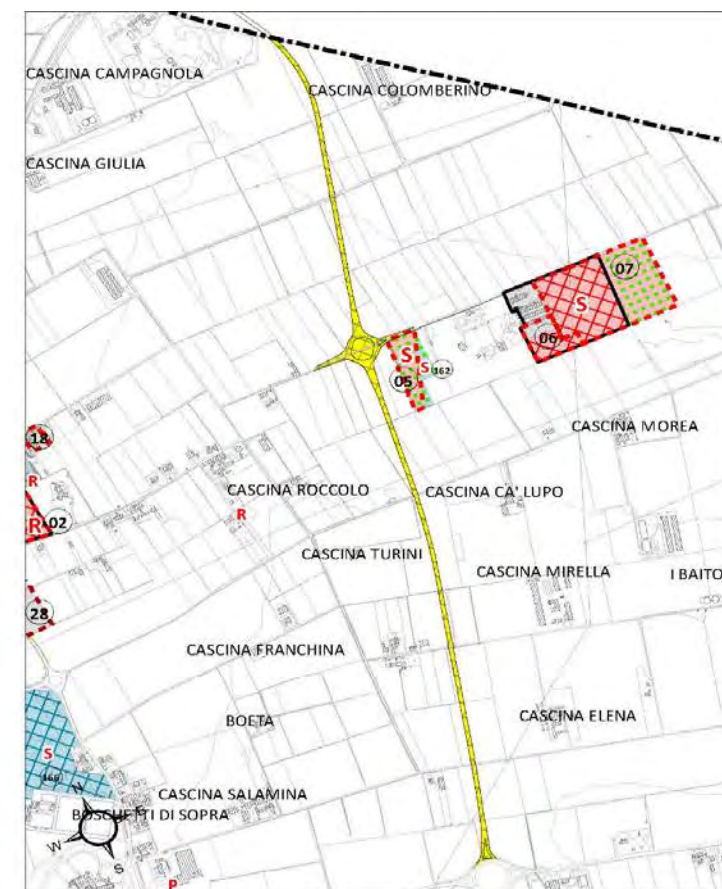 CASCINA CAMPAGNOLA
CASCINA COLOMBERINO
CASCINA GIULIA
07
S
06
S
S
162
05
CASCINA MOREA
18
R
CASCINA ROCCOLO
CASCINA CA' LUPO
R
R
02
CASCINA TURINI
CASCINA MIRELLA
I BAITO
28
CASCINA FRANCHINA
BOETA
CASCINA ELENA
S
166
N
CASCINA SALAMINA
E
BOSCHETTI DI SOPRA
W
S
P